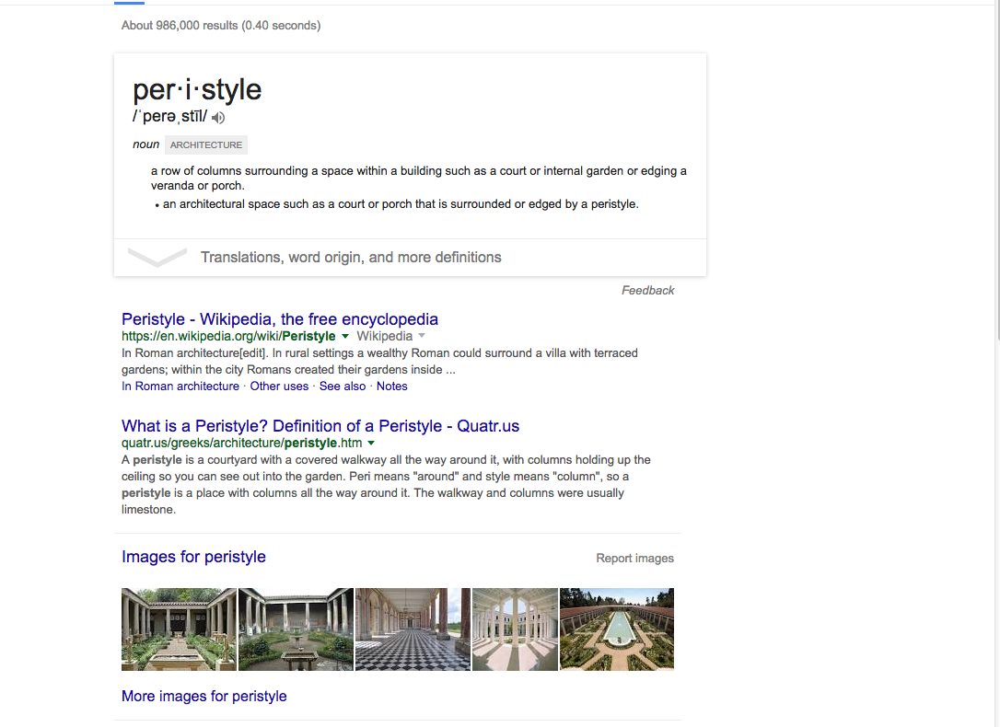 About 986,000 results (0.40 seconds)
per·i·style
/ˈperəˌstīl/
noun ARCHITECTURE
a row of columns surrounding a space within a building such as a court or internal garden or edging a
veranda or porch.
• an architectural space such as a court or porch that is surrounded or edged by a peristyle.
Translations, word origin, and more definitions
Feedback
Peristyle - Wikipedia, the free encyclopedia
https://en.wikipedia.org/wiki/Peristyle Wikipedia
In Roman architecture[edit]. In rural settings a wealthy Roman could surround a villa with terraced
gardens; within the city Romans created their gardens inside ...
In Roman architecture · Other uses · See also · Notes
What is a Peristyle? Definition of a Peristyle - Quatr.us
quatr.us/greeks/architecture/peristyle.htm
A peristyle is a courtyard with a covered walkway all the way around it, with columns holding up the
ceiling so you can see out into the garden. Peri means "around" and style means "column", so a
peristyle is a place with columns all the way around it. The walkway and columns were usually
limestone.
Images for peristyle
Report images
More images for peristyle